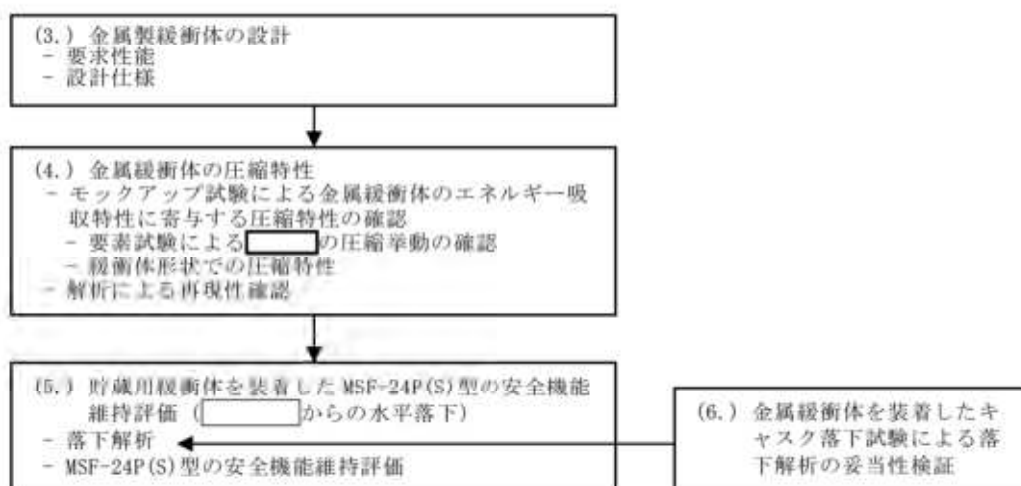 (3.) 金属製緩衝体の設計
- 要求性能
- 設計仕様
(4.) 金属緩衝体の圧縮特性
- モックアップ試験による金属緩衝体のエネルギー吸
収特性に寄与する圧縮特性の確認
- 要素試験による の圧縮挙動の確認
- 緩衝体形状での圧縮特性
- 解析による再現性確認
(5.) 貯蔵用緩衝体を装着した MSF-24P(S)型の安全機能
維持評価 ( からの水平落下)
- 落下解析
- MSF-24P(S)型の安全機能維持評価
(6.) 金属緩衝体を装着したキ
ャスク落下試験による落
下解析の妥当性検証